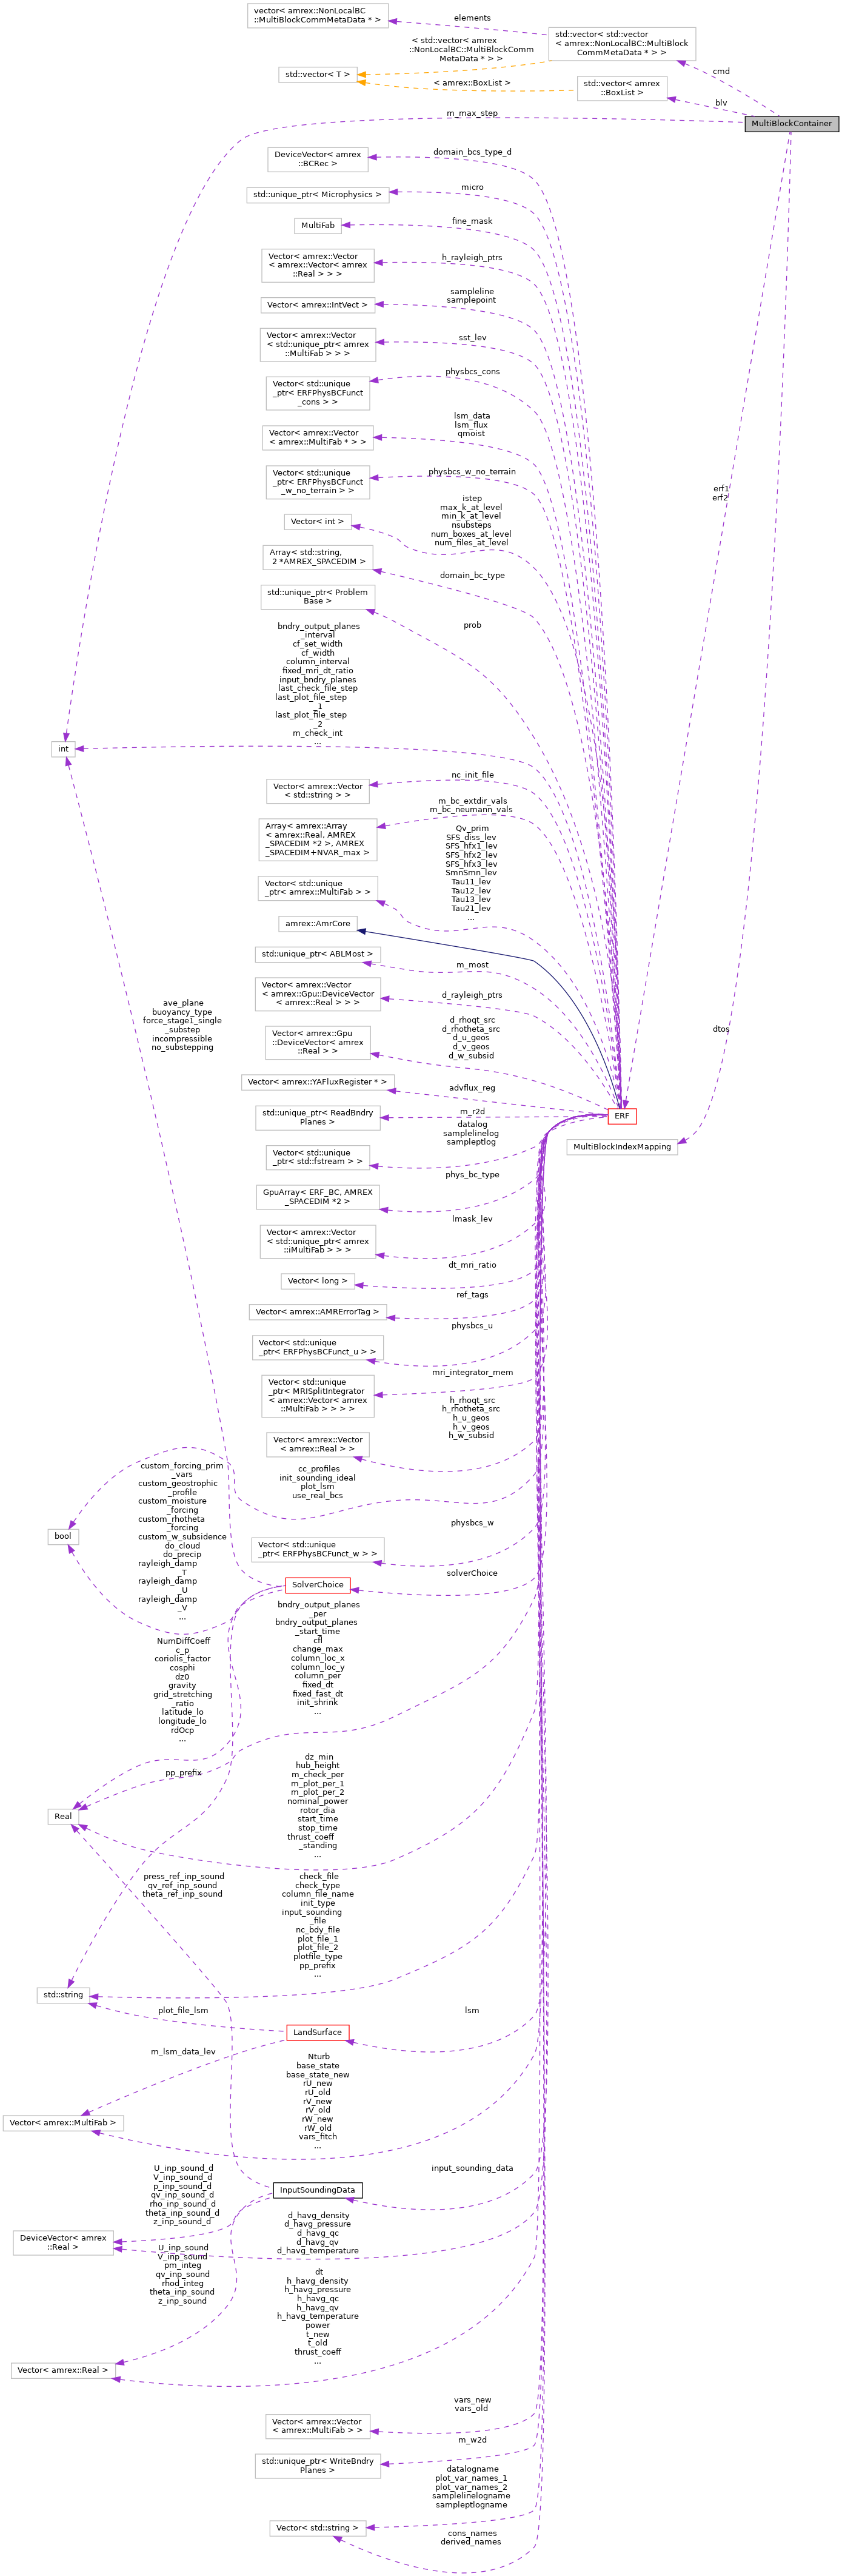 vector< amrex::NonLocalBC
::MultiBlockCommMetaData * >
elements
std::vector< std::vector
< amrex::NonLocalBC::MultiBlock
CommMetaData * > >
< std::vector< amrex
::NonLocalBC::MultiBlockComm
MetaData * > >
std::vector< T >
< amrex::BoxList >
std::vector< amrex
::BoxList >
cmd
blv
MultiBlockContainer
m_max_step
DeviceVector< amrex
::BCRec >
domain_bcs_type_d
std::unique_ptr< Microphysics >
micro
MultiFab
fine_mask
Vector< amrex::Vector
< amrex::Vector< amrex
::Real > > >
h_rayleigh_ptrs
Vector< amrex::IntVect >
sampleline
samplepoint
Vector< amrex::Vector
< std::unique_ptr< amrex
::MultiFab > > >
sst_lev
Vector< std::unique
_ptr< ERFPhysBCFunct
_cons > >
physbcs_cons
Vector< amrex::Vector
< amrex::MultiFab * > >
lsm_data
lsm_flux
qmoist
Vector< std::unique
_ptr< ERFPhysBCFunct
_w_no_terrain > >
physbcs_w_no_terrain
erf1
erf2
Vector< int >
istep
max_k_at_level
min_k_at_level
nsubsteps
num_boxes_at_level
num_files_at_level
Array< std::string,
2 *AMREX_SPACEDIM >
domain_bc_type
std::unique_ptr< Problem
Base >
prob
bndry_output_planes
_interval
cf_set_width
cf_width
column_interval
fixed_mri_dt_ratio
input_bndry_planes
last_check_file_step
last_plot_file_step
_1
last_plot_file_step
_2
m_check_int
...
int
Vector< amrex::Vector
< std::string > >
nc_init_file
Array< amrex::Array
< amrex::Real, AMREX
_SPACEDIM *2 >, AMREX
_SPACEDIM+NVAR_max >
m_bc_extdir_vals
m_bc_neumann_vals
Vector< std::unique
_ptr< amrex::MultiFab > >
Qv_prim
SFS_diss_lev
SFS_hfx1_lev
SFS_hfx2_lev
SFS_hfx3_lev
SmnSmn_lev
Tau11_lev
Tau12_lev
Tau13_lev
Tau21_lev
...
amrex::AmrCore
std::unique_ptr< ABLMost >
m_most
Vector< amrex::Vector
< amrex::Gpu::DeviceVector
< amrex::Real > > >
d_rayleigh_ptrs
ave_plane
buoyancy_type
force_stage1_single
_substep
incompressible
no_substepping
Vector< amrex::Gpu
::DeviceVector< amrex
::Real > >
d_rhoqt_src
d_rhotheta_src
d_u_geos
d_v_geos
d_w_subsid
dtos
Vector< amrex::YAFluxRegister * >
advflux_reg
std::unique_ptr< ReadBndry
Planes >
m_r2d
ERF
Vector< std::unique
_ptr< std::fstream > >
datalog
samplelinelog
sampleptlog
MultiBlockIndexMapping
GpuArray< ERF_BC, AMREX
_SPACEDIM *2 >
phys_bc_type
Vector< amrex::Vector
< std::unique_ptr< amrex
::iMultiFab > > >
lmask_lev
Vector< long >
dt_mri_ratio
Vector< amrex::AMRErrorTag >
ref_tags
Vector< std::unique
_ptr< ERFPhysBCFunct_u > >
physbcs_u
Vector< std::unique
_ptr< MRISplitIntegrator
< amrex::Vector< amrex
::MultiFab > > > >
mri_integrator_mem
Vector< amrex::Vector
< amrex::Real > >
h_rhoqt_src
h_rhotheta_src
h_u_geos
h_v_geos
h_w_subsid
cc_profiles
init_sounding_ideal
plot_lsm
use_real_bcs
custom_forcing_prim
_vars
custom_geostrophic
_profile
custom_moisture
_forcing
custom_rhotheta
_forcing
custom_w_subsidence
do_cloud
do_precip
rayleigh_damp
_T
rayleigh_damp
_U
rayleigh_damp
_V
...
bool
Vector< std::unique
_ptr< ERFPhysBCFunct_w > >
physbcs_w
SolverChoice
solverChoice
bndry_output_planes
_per
bndry_output_planes
_start_time
cfl
change_max
column_loc_x
column_loc_y
column_per
fixed_dt
fixed_fast_dt
init_shrink
...
NumDiffCoeff
c_p
coriolis_factor
cosphi
dz0
gravity
grid_stretching
_ratio
latitude_lo
longitude_lo
rdOcp
...
pp_prefix
Real
dz_min
hub_height
m_check_per
m_plot_per_1
m_plot_per_2
nominal_power
rotor_dia
start_time
stop_time
thrust_coeff
_standing
...
press_ref_inp_sound
qv_ref_inp_sound
theta_ref_inp_sound
check_file
check_type
column_file_name
init_type
input_sounding
_file
nc_bdy_file
plot_file_1
plot_file_2
plotfile_type
pp_prefix
...
std::string
plot_file_lsm
LandSurface
lsm
m_lsm_data_lev
Nturb
base_state
base_state_new
rU_new
rU_old
rV_new
rV_old
rW_new
rW_old
vars_fitch
...
Vector< amrex::MultiFab >
InputSoundingData
input_sounding_data
U_inp_sound_d
V_inp_sound_d
p_inp_sound_d
qv_inp_sound_d
rho_inp_sound_d
theta_inp_sound_d
z_inp_sound_d
DeviceVector< amrex
::Real >
d_havg_density
d_havg_pressure
d_havg_qc
d_havg_qv
d_havg_temperature
U_inp_sound
V_inp_sound
pm_integ
qv_inp_sound
rhod_integ
theta_inp_sound
z_inp_sound
dt
h_havg_density
h_havg_pressure
h_havg_qc
h_havg_qv
h_havg_temperature
power
t_new
t_old
thrust_coeff
...
Vector< amrex::Real >
Vector< amrex::Vector
< amrex::MultiFab > >
vars_new
vars_old
std::unique_ptr< WriteBndry
Planes >
m_w2d
Vector< std::string >
datalogname
plot_var_names_1
plot_var_names_2
samplelinelogname
sampleptlogname
cons_names
derived_names